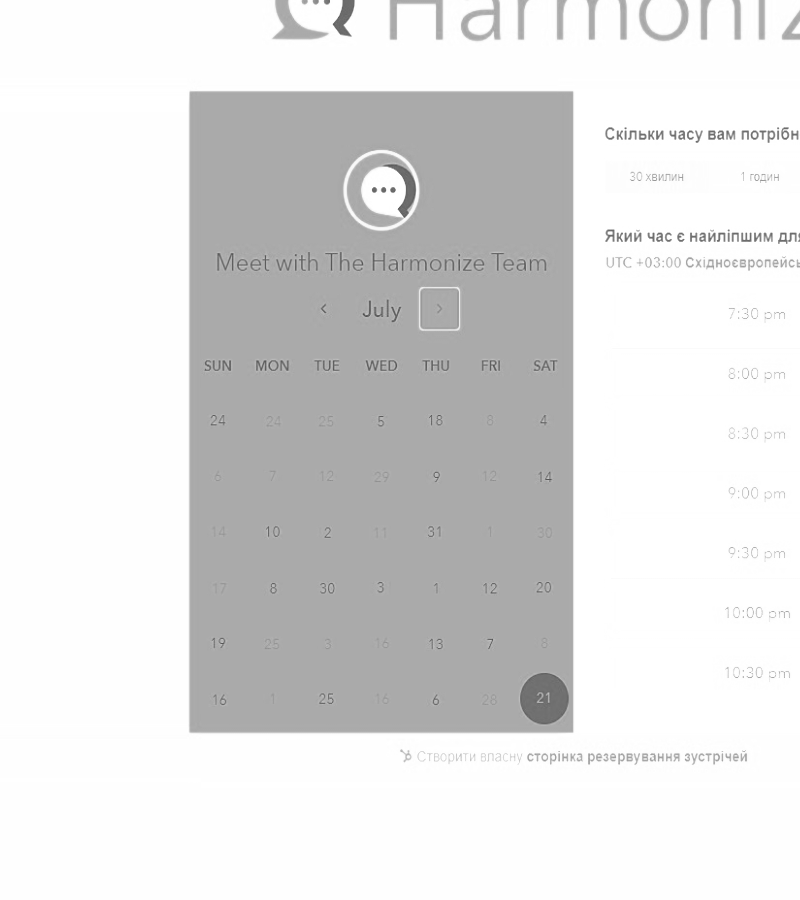 Harmoniz
Meet with The Harmonize Team
July
SUN MON TUE WED THU FRI SAT
24 24 25 5 18 8 4
6 7 12 29 9 12 14
14 10 2 11 31 1 30
17 8 30 3 1 12 20
19 25 3 16 13 7 8
16 1 25 16 6 28 21
Скільки часу вам потрібн
30 хвилин 1 годин
Який час є найліпшим для
UTC +03:00 Східноєвропейсь
7:30 pm
8:00 pm
8:30 pm
9:00 pm
9:30 pm
10:00 pm
10:30 pm
Створити власну сторінка резервування зустрічей